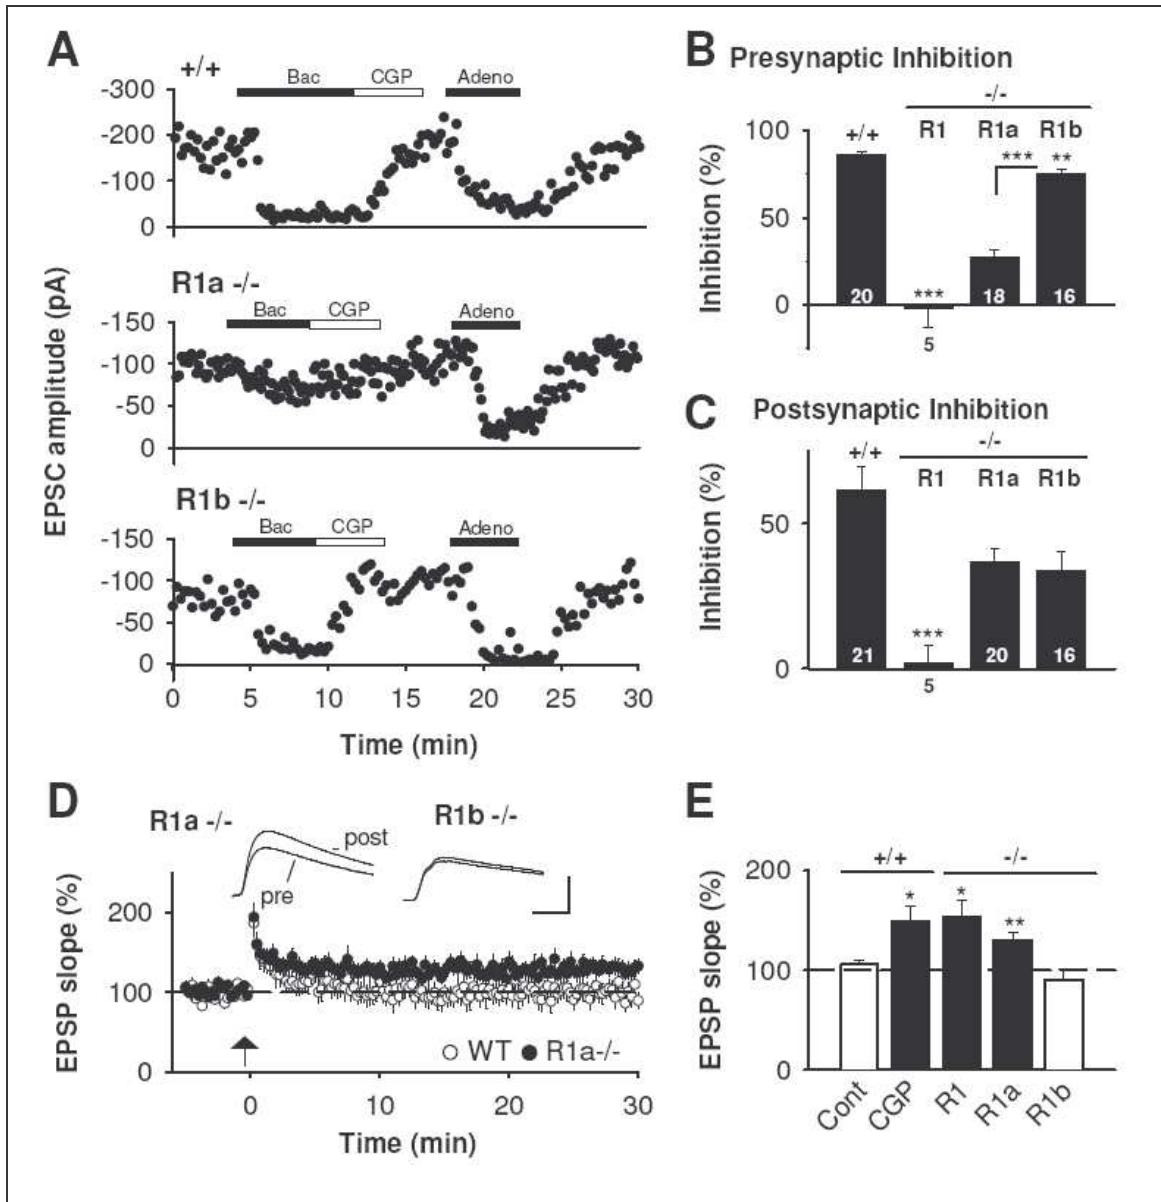 A
+/+
Bac CGP Adeno
-300
-200
-100
0
R1a -/-
Bac CGP Adeno
-150
-100
-50
0
R1b -/-
Bac CGP Adeno
-150
-100
-50
0
EPSC amplitude (pA)
0 5 10 15 20 25 30
Time (min)
B Presynaptic Inhibition
-/-
+/+ R1 R1a R1b
*** **
100
50
0
Inhibition (%)
20 *** 18 16
5
C Postsynaptic Inhibition
-/-
+/+
R1 R1a R1b
50
0
Inhibition (%)
***
21 20 16
5
D
R1a -/- R1b -/-
post
pre
200
100
0
EPSP slope (%)
WT R1a-/-
0 10 20 30
Time (min)
E
+/+ -/-
200
100
0
EPSP slope (%)
* * **
Cont CGP R1 R1a R1b